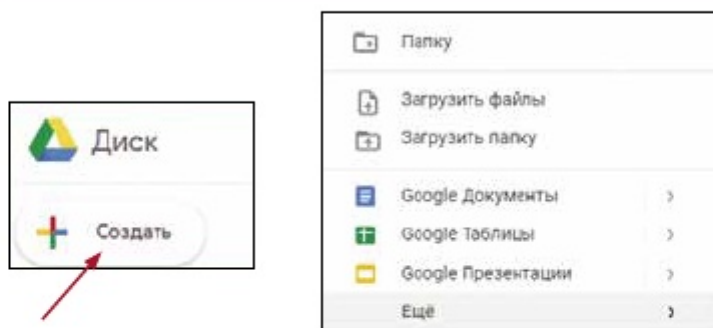 Диск
Создать
Папку
Загрузить файлы
Загрузить папку
Google Документы
Google Таблицы
Google Презентации
Ещё